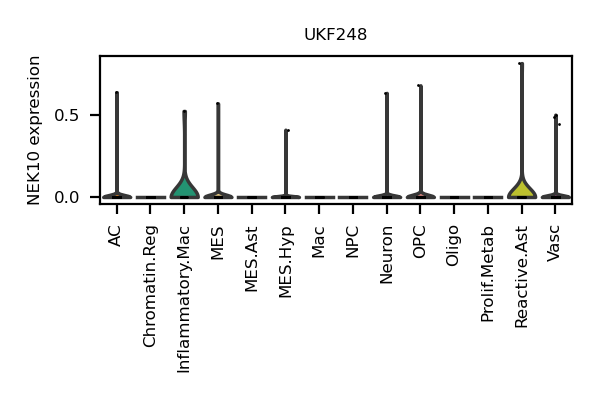 UKF248
NEK10 expression
0.5
0.0
AC
Chromatin.Reg
Inflammatory.Mac
MES
MES.Ast
MES.Hyp
Mac
NPC
Neuron
OPC
Oligo
Prolif.Metab
Reactive.Ast
Vasc